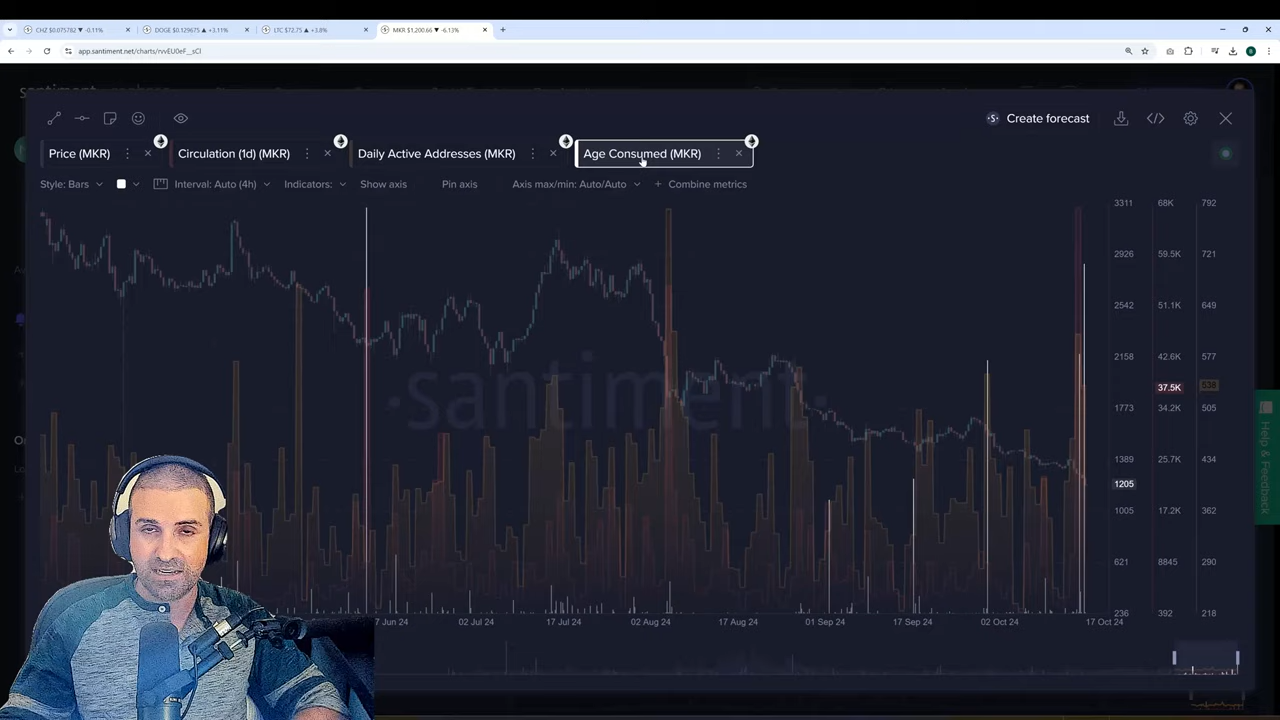 CHZ $0.075782 ▼ -0.11%
DOGE $0.129675 ▲ +3.11%
LTC $72.75 ▲ +3.8%
MKR $1,200.66 ▼ -6.13%
Create forecast
Price (MKR)
Circulation (1d) (MKR)
Daily Active Addresses (MKR)
Age Consumed (MKR)
Style: Bars
Interval: Auto (4h)
Indicators:
Show axis
Pin axis
Axis max/min: Auto/Auto
+ Combine metrics
3311 68K 792
2926 59.5K 721
2542 51.1K 649
2158 42.6K 577
37.5K 538
1773 34.2K 505
1389 25.7K 434
1205
1005 17.2K 362
621 8845 290
236 392 218
·santiment·
Jun 24
02 Jul 24
17 Jul 24
02 Aug 24
17 Aug 24
01 Sep 24
17 Sep 24
02 Oct 24
17 Oct 24
Help & Feedback